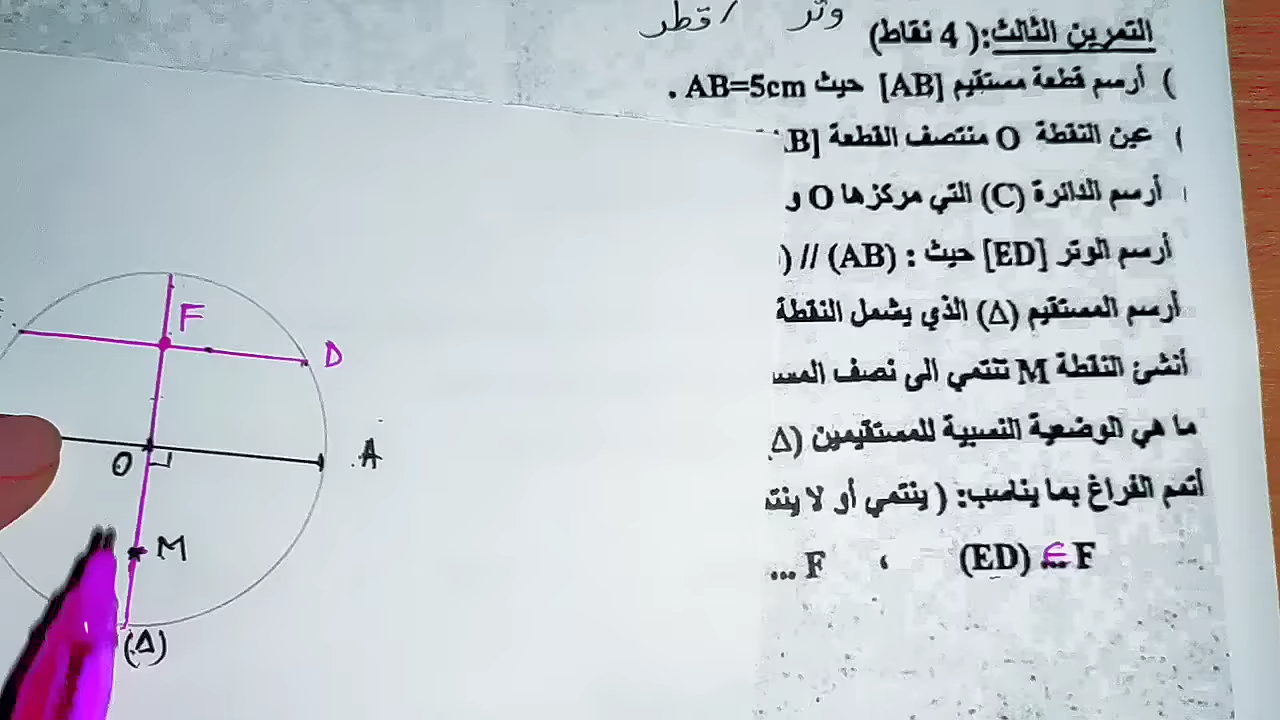 وتر / قطر
التمرين الثالث: ( 4 نقاط)
) أرسم قطعة مستقيم [AB] حيث AB=5cm .
) عين النقطة O منتصف القطعة [AB
أرسم الدائرة (C) التي مركزها O و
أرسم الوتر [ED] حيث : (AB) // (
أرسم المستقيم (Δ) الذي يشمل النقطة
أنشئ النقطة M تنتمي الى نصف
ما هي الوضعية النسبية للمستقيمين (Δ
أتمم الفراغ بما يناسب: ( ينتمي أو لا
F ∈ (ED) ، F ...
F
D
A
O
M
(Δ)